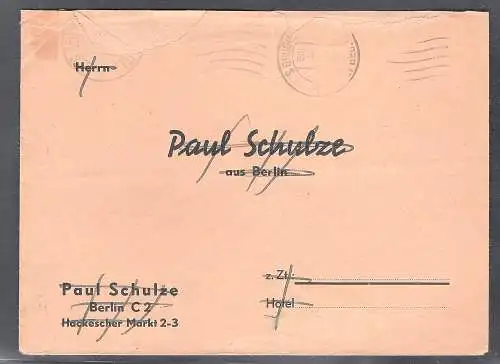 Herrn
Paul Schulze
aus Berlin
z. Zt.:
Hotel
Paul Schulze
Berlin C 2
Hackescher Markt 2-3